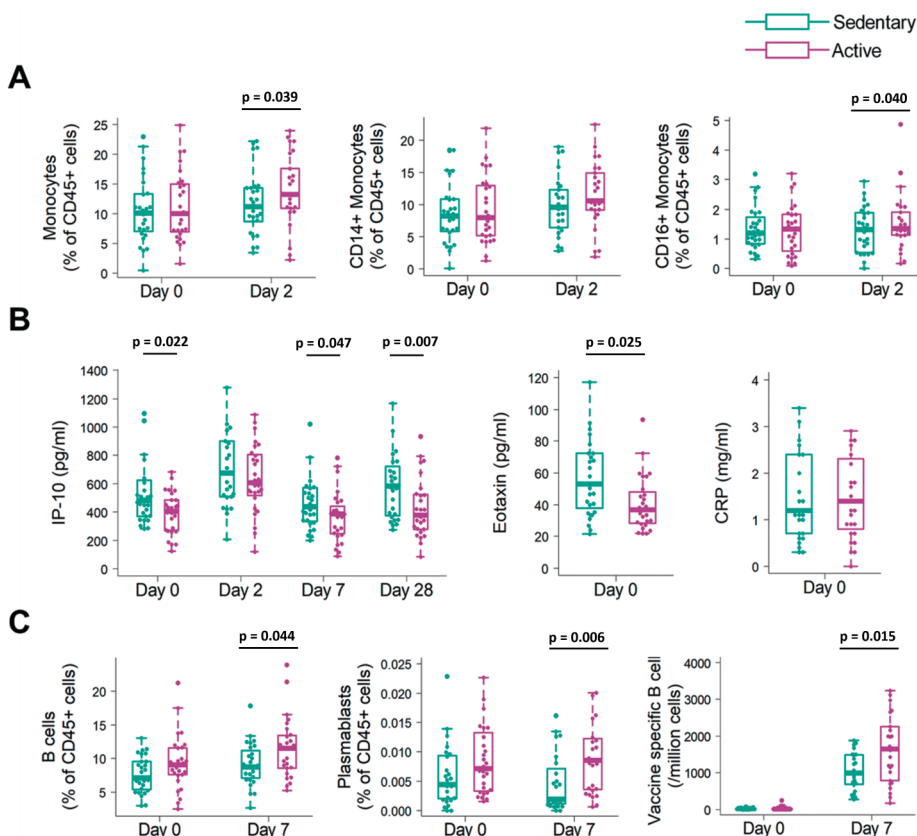 Sedentary
Active
A
p = 0.039
p = 0.040
Monocytes
(% of CD45+ cells)
25
20
15
10
5
0
Day 0
Day 2
CD14+ Monocytes
(% of CD45+ cells)
25
20
15
10
5
0
Day 0
Day 2
CD16+ Monocytes
(% of CD45+ cells)
5
4
3
2
1
0
Day 0
Day 2
B
p = 0.022
p = 0.047
p = 0.007
p = 0.025
IP-10 (pg/ml)
1400
1200
1000
800
600
400
200
0
Day 0
Day 2
Day 7
Day 28
Eotaxin (pg/ml)
120
100
80
60
40
20
0
Day 0
CRP (mg/ml)
4
3
2
1
0
Day 0
C
p = 0.044
p = 0.006
p = 0.015
B cells
(% of CD45+ cells)
20
15
10
5
Day 0
Day 7
Plasmablasts
(% of CD45+ cells)
0.025
0.020
0.015
0.010
0.005
0.000
Day 0
Day 7
Vaccine specific B cell
(/million cells)
4000
3000
2000
1000
0
Day 0
Day 7